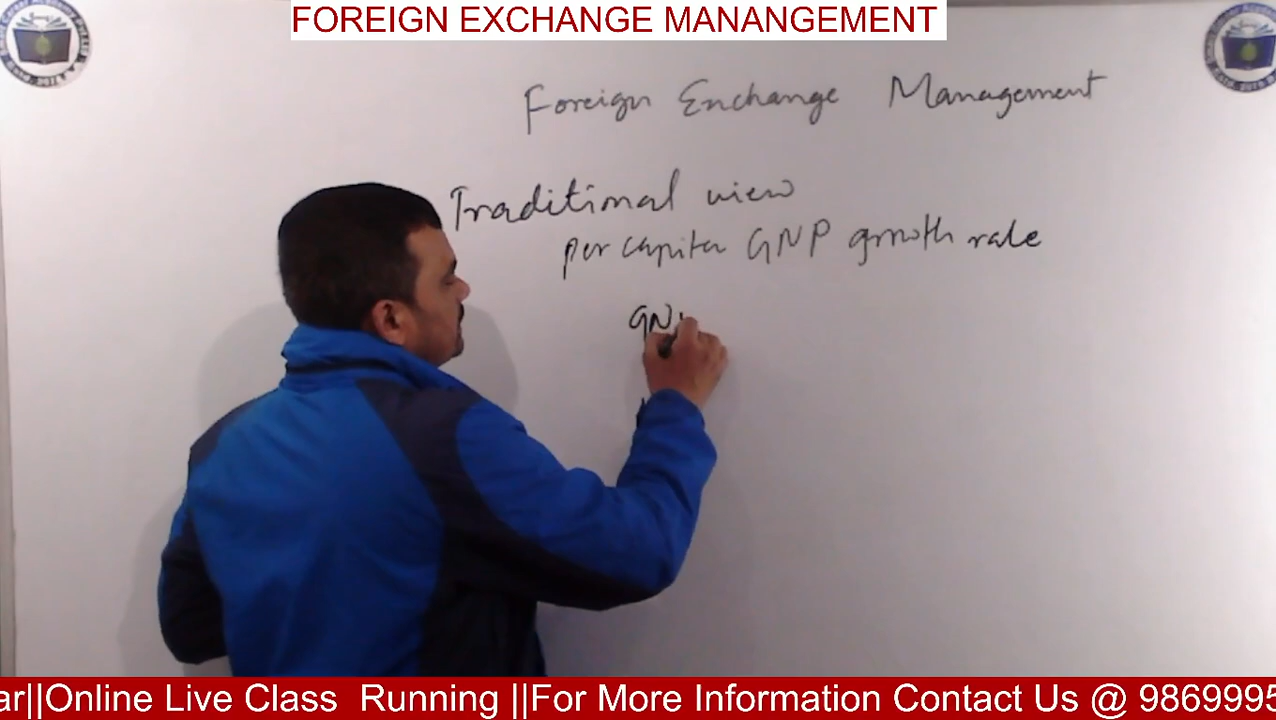 FOREIGN EXCHANGE MANANGEMENT
Foreign Exchange Management
Traditional view
per capita GNP growth rate
GN
ar||Online Live Class Running ||For More Information Contact Us @ 9869995